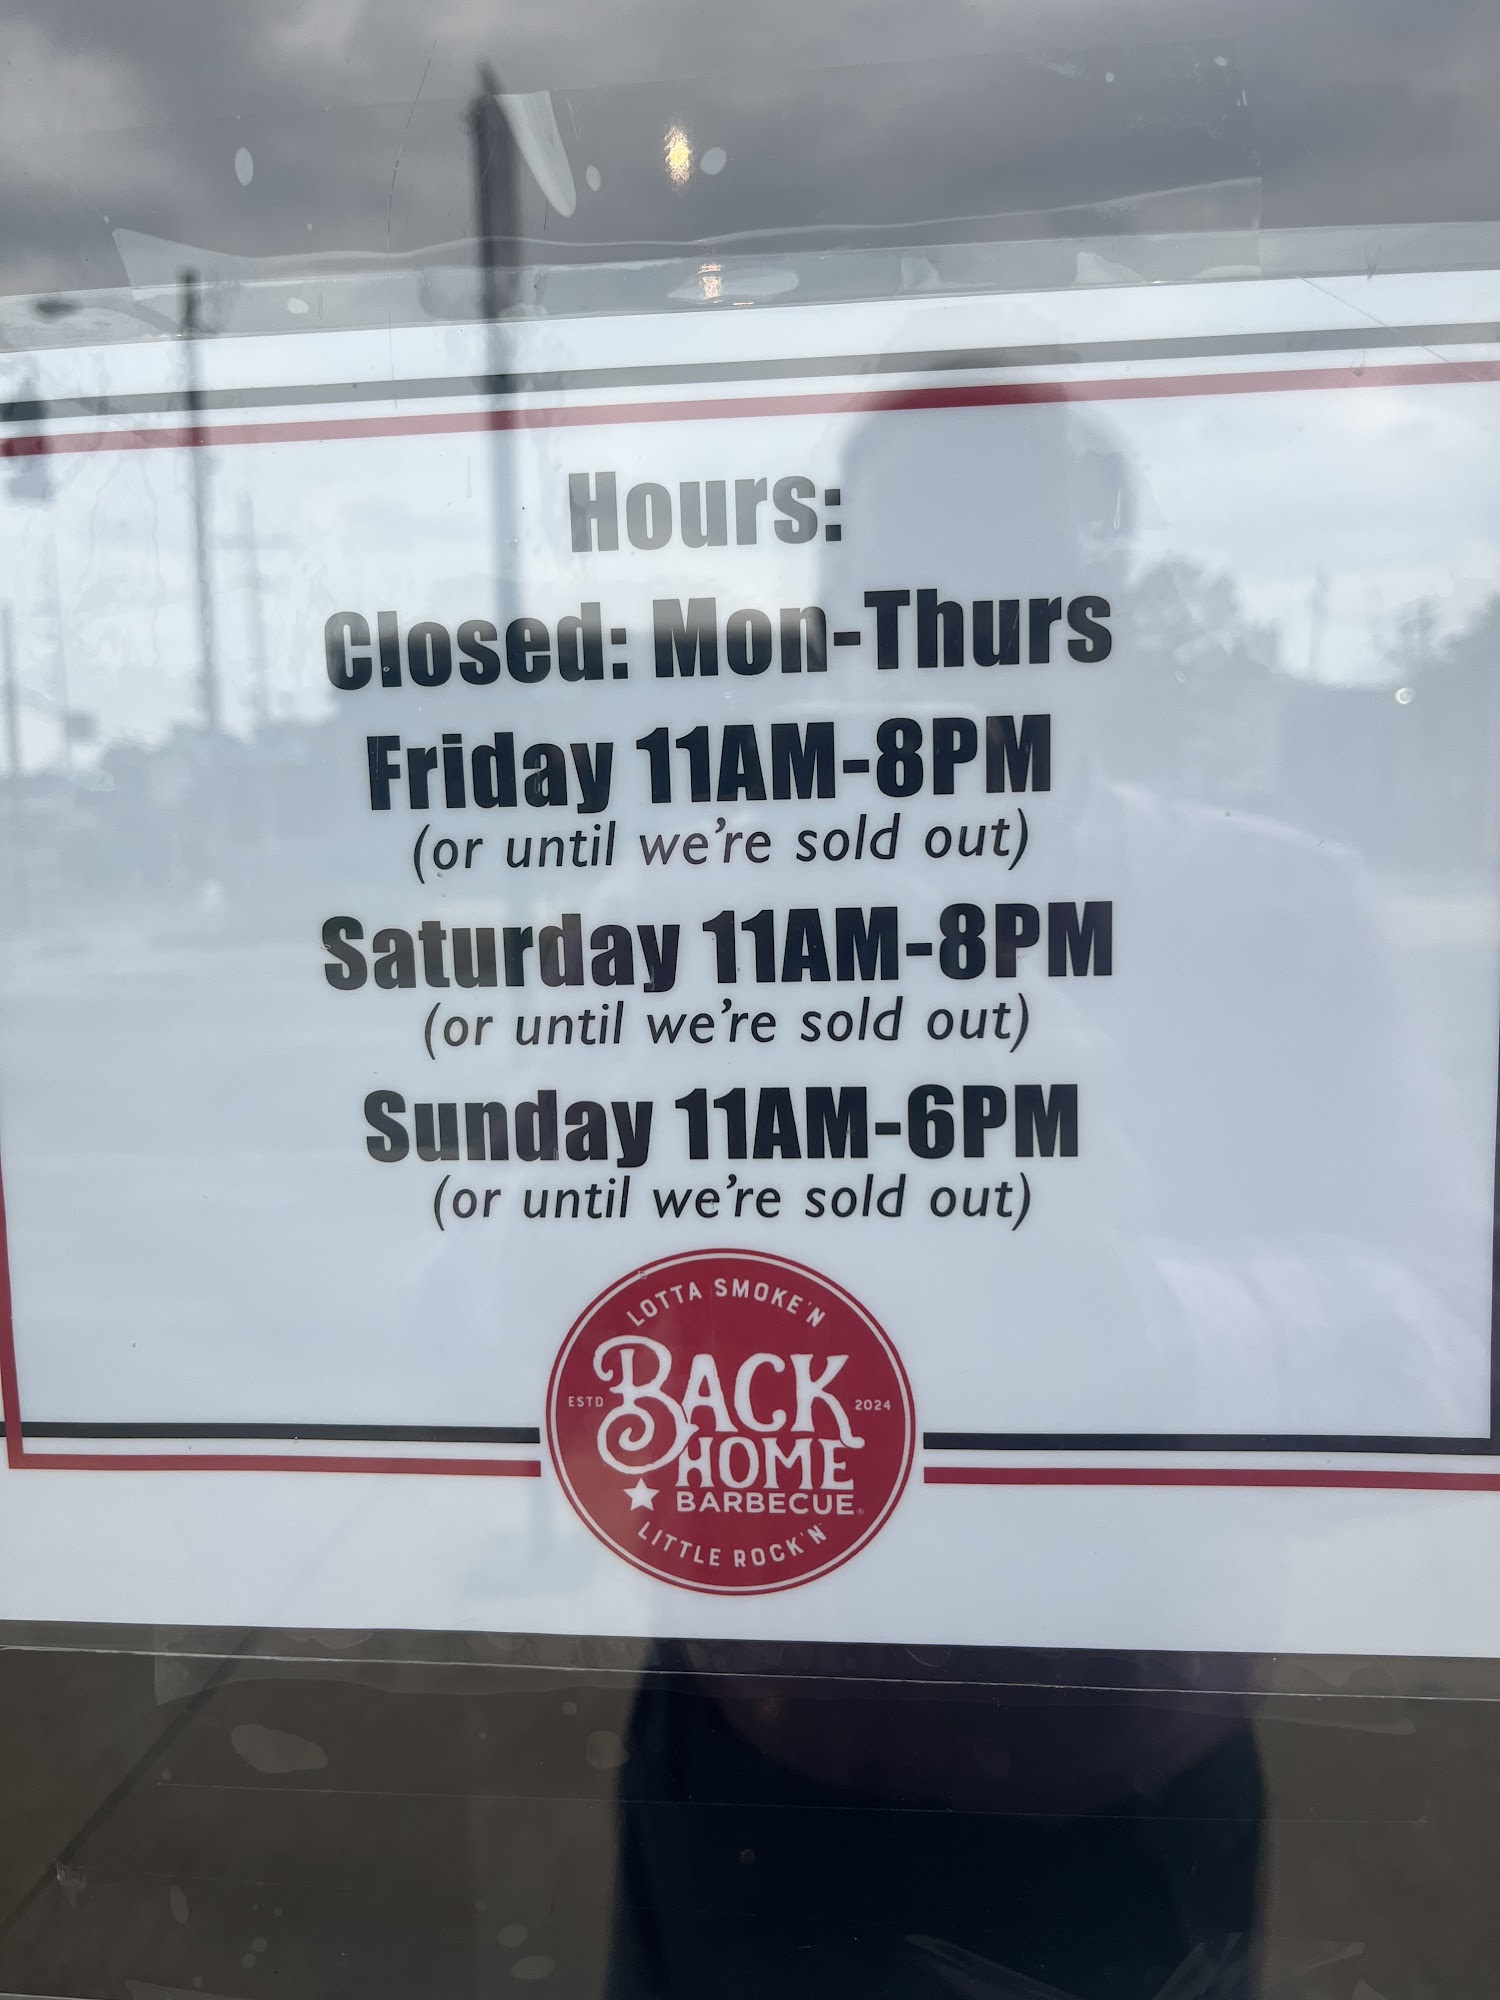 Hours:
Closed: Mon-Thurs
Friday 11AM-8PM
(or until we're sold out)
Saturday 11AM-8PM
(or until we're sold out)
Sunday 11AM-6PM
(or until we're sold out)
LOTTA SMOKE'N
ESTD 2024
BACK
HOME
BARBECUE®
LITTLE ROCK'N